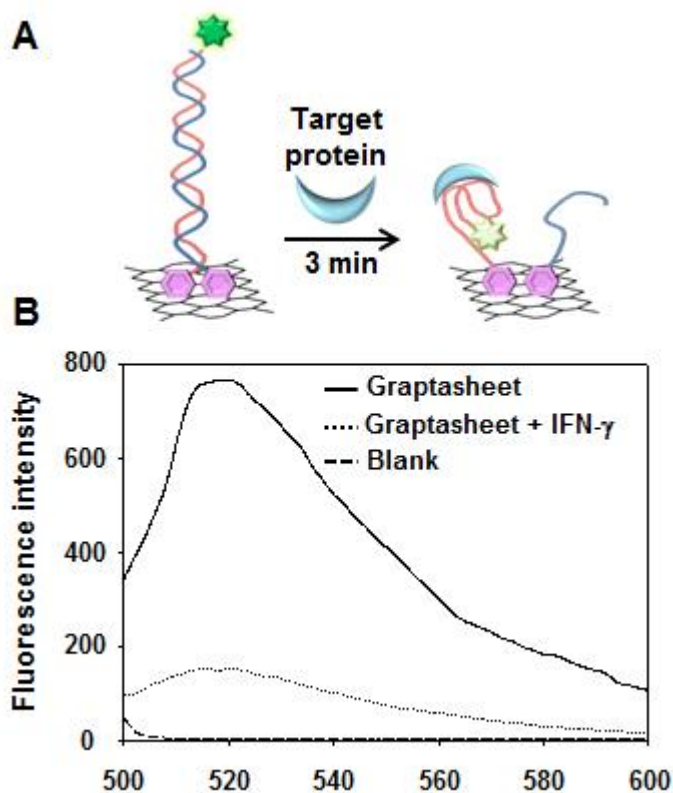 A
Target
protein
3 min
B
Fluorescence intensity
800
600
400
200
0
Graptasheet
Graptasheet + IFN-γ
Blank
500 520 540 560 580 600